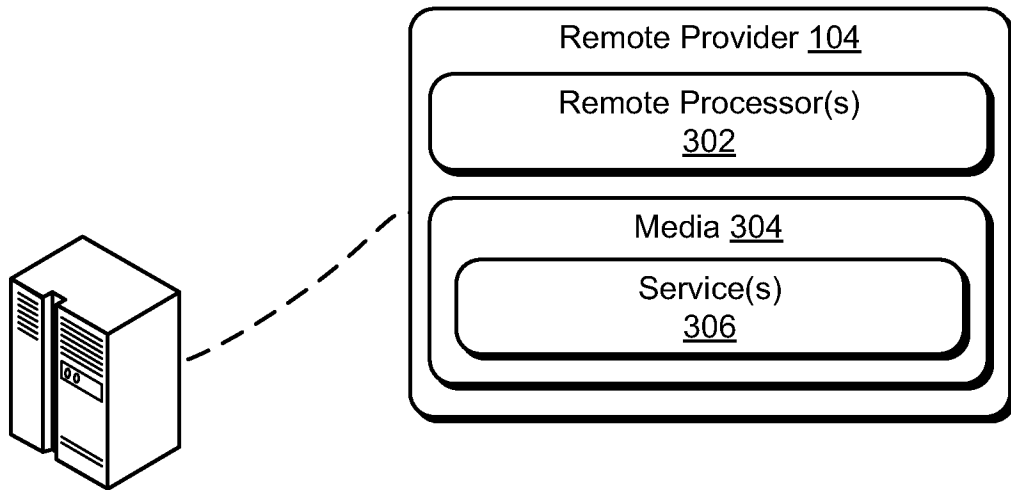 Remote Provider 104
Remote Processor(s)
302
Media 304
Service(s)
306